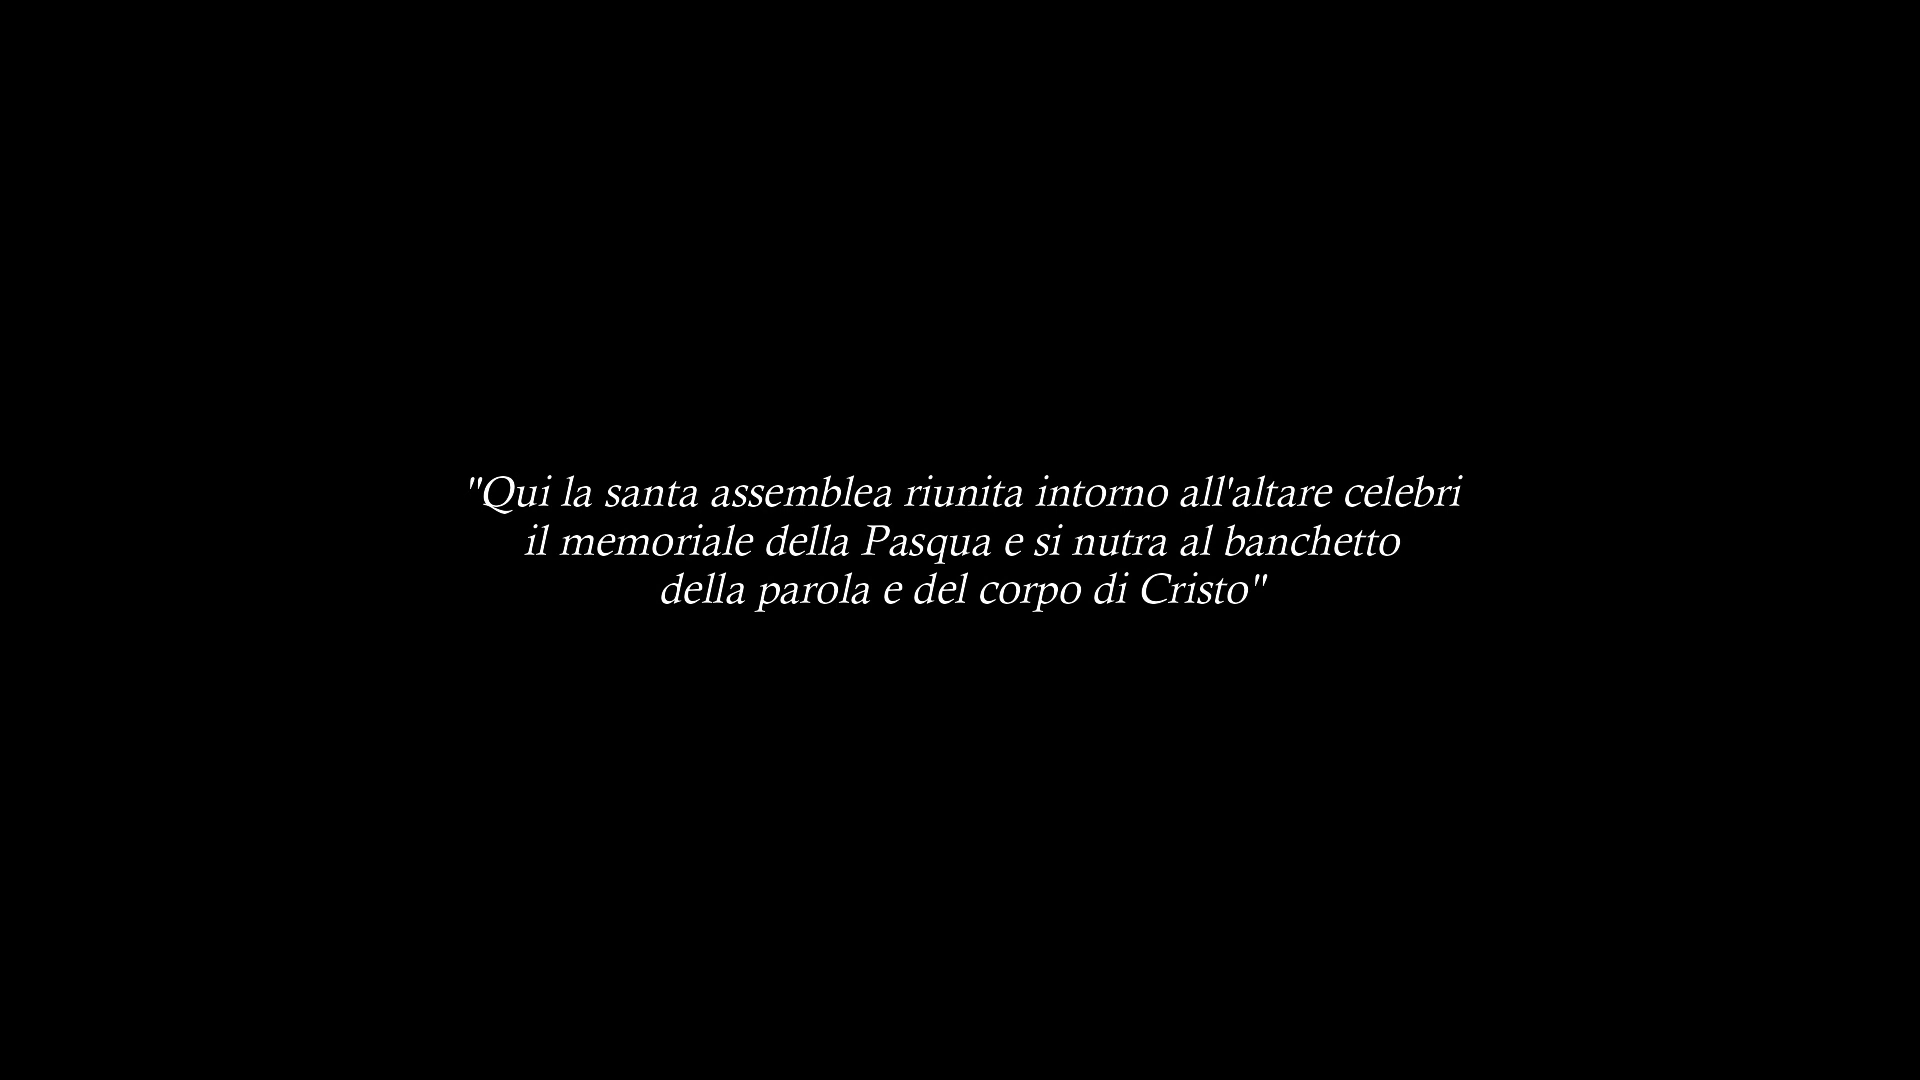 "Qui la santa assemblea riunita intorno all'altare celebri
il memoriale della Pasqua e si nutra al banchetto
della parola e del corpo di Cristo"